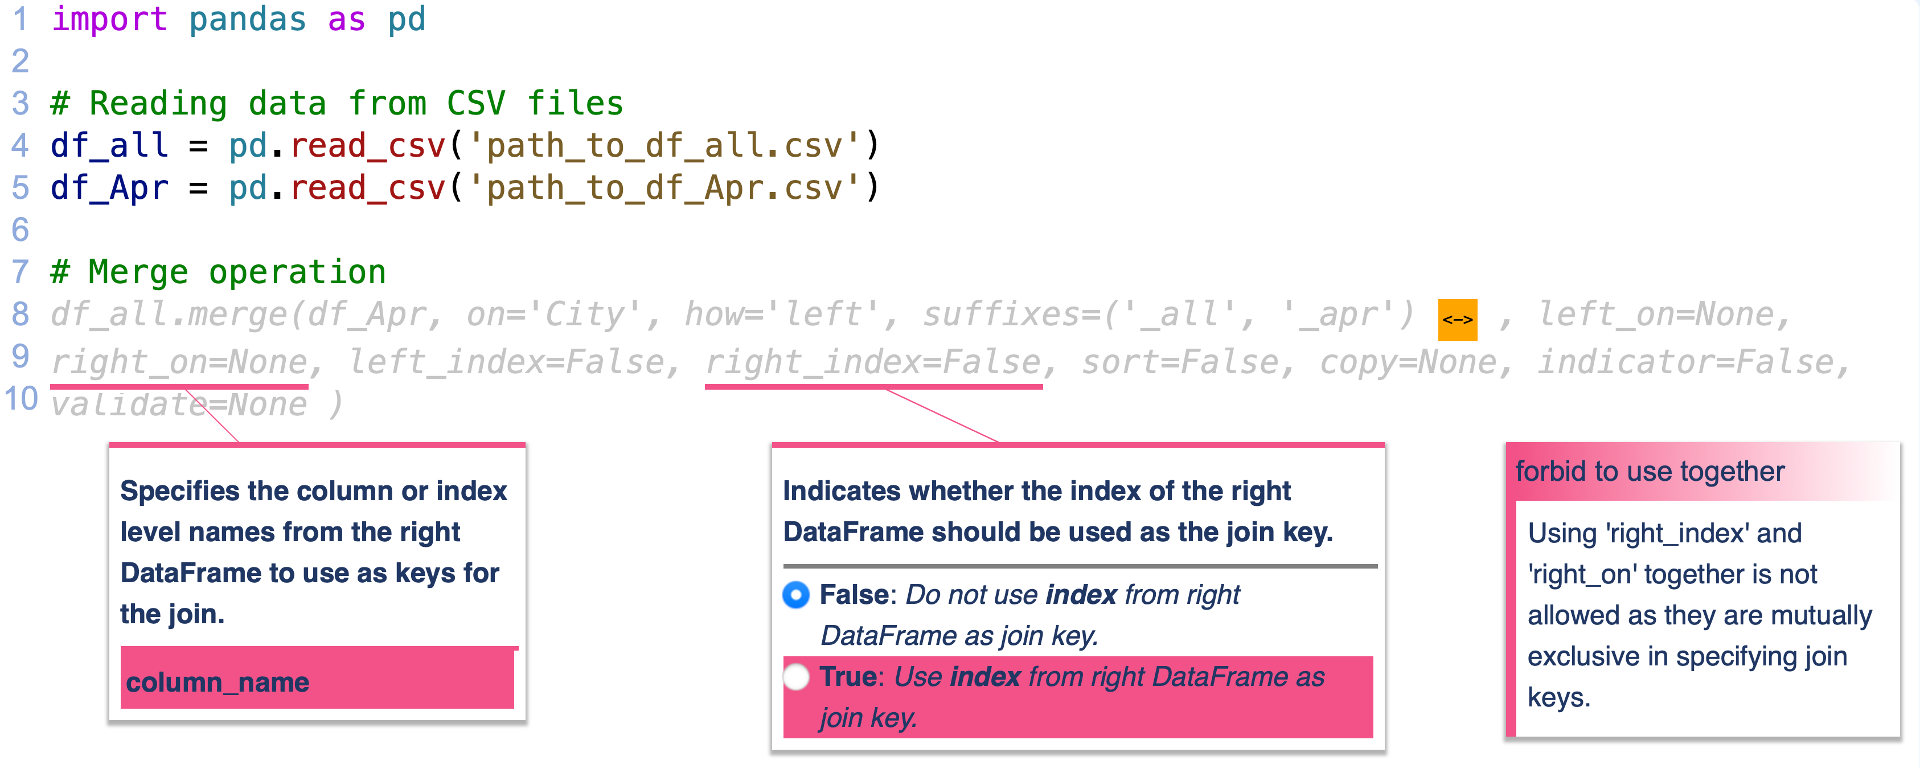 1 import pandas as pd
2
3 # Reading data from CSV files
4 df_all = pd.read_csv('path_to_df_all.csv')
5 df_Apr = pd.read_csv('path_to_df_Apr.csv')
6
7 # Merge operation
8 df_all.merge(df_Apr, on='City', how='left', suffixes=('_all', '_apr') <-> , left_on=None,
9 right_on=None, left_index=False, right_index=False, sort=False, copy=None, indicator=False,
10 validate=None )
Specifies the column or index
level names from the right
DataFrame to use as keys for
the join.
column_name
Indicates whether the index of the right
DataFrame should be used as the join key.
False: Do not use index from right
DataFrame as join key.
True: Use index from right DataFrame as
join key.
forbid to use together
Using 'right_index' and
'right_on' together is not
allowed as they are mutually
exclusive in specifying join
keys.